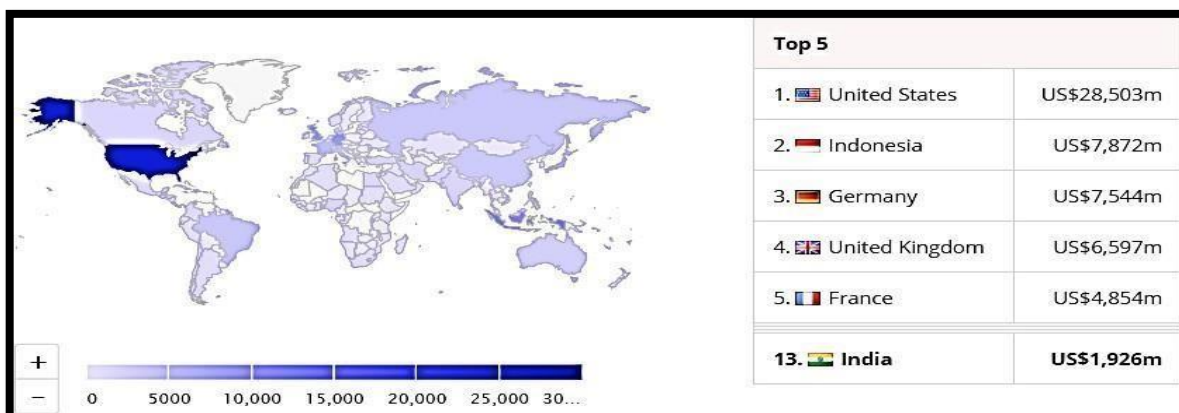 Top 5
1. United States US$28,503m
2. Indonesia US$7,872m
3. Germany US$7,544m
4. United Kingdom US$6,597m
5. France US$4,854m
13. India US$1,926m
+
−
0 5000 10,000 15,000 20,000 25,000 30...